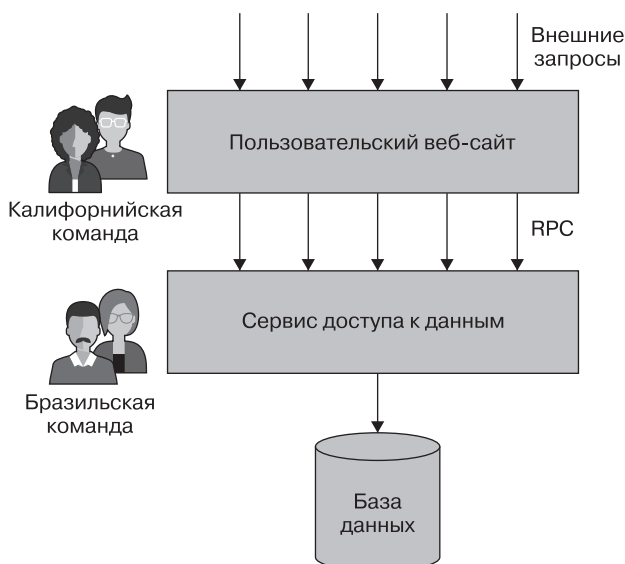 Внешние
запросы
Пользовательский веб-сайт
Калифорнийская
команда
RPC
Сервис доступа к данным
Бразильская
команда
База
данных